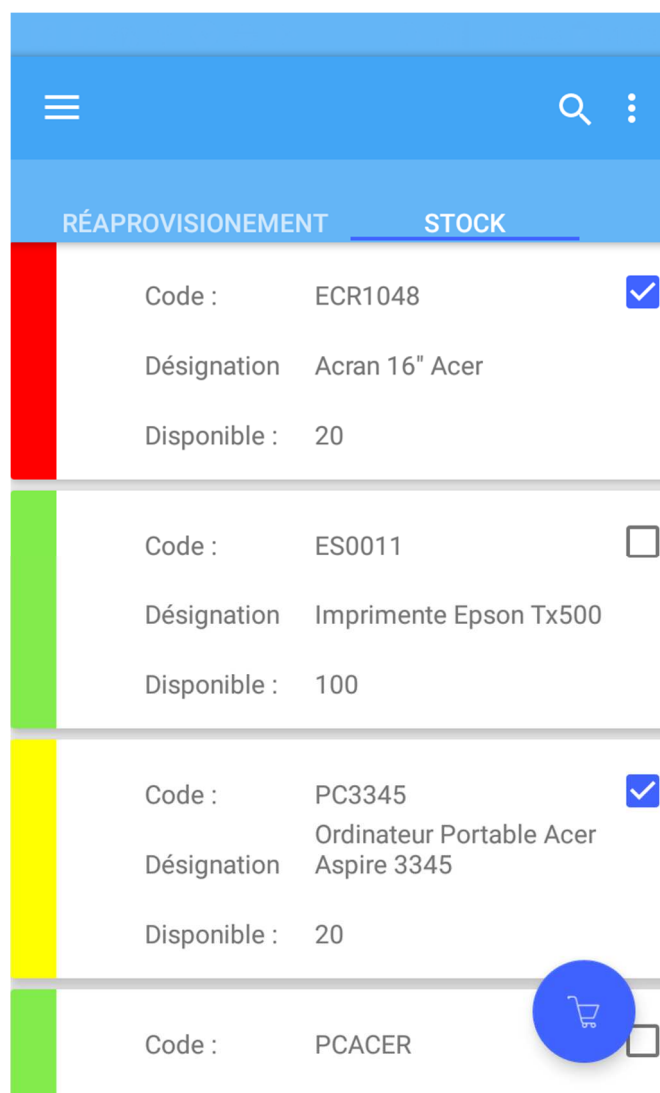 RÉAPROVISIONEMENT STOCK
Code : ECR1048
Désignation Acran 16" Acer
Disponible : 20
Code : ES0011
Désignation Imprimente Epson Tx500
Disponible : 100
Code : PC3345
Désignation Ordinateur Portable Acer
Aspire 3345
Disponible : 20
Code : PCACER